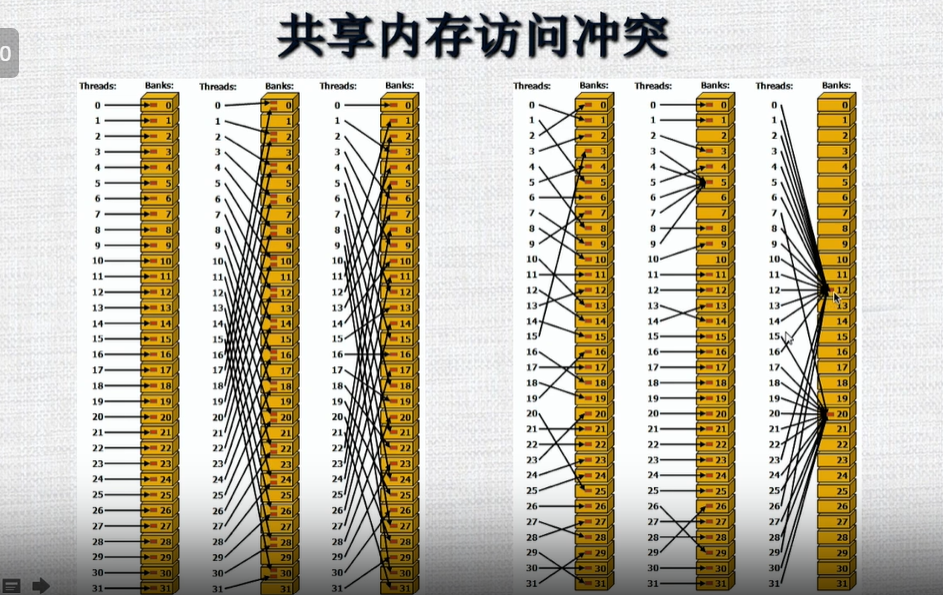 0
共享内存访问冲突
Threads: Banks: Threads: Banks: Threads: Banks: Threads: Banks: Threads: Banks: Threads: Banks:
0 0 0 0 0 0 0 0 0 0 0 0
1 1 1 1 1 1 1 1 1 1 1 1
2 2 2 2 2 2 2 2 2 2 2 2
3 3 3 3 3 3 3 3 3 3 3 3
4 4 4 4 4 4 4 4 4 4 4 4
5 5 5 5 5 5 5 5 5 5 5 5
6 6 6 6 6 6 6 6 6 6 6 6
7 7 7 7 7 7 7 7 7 7 7 7
8 8 8 8 8 8 8 8 8 8 8 8
9 9 9 9 9 9 9 9 9 9 9 9
10 10 10 10 10 10 10 10 10 10 10 10
11 11 11 11 11 11 11 11 11 11 11 11
12 12 12 12 12 12 12 12 12 12 12 12
13 13 13 13 13 13 13 13 13 13 13 13
14 14 14 14 14 14 14 14 14 14 14 14
15 15 15 15 15 15 15 15 15 15 15 15
16 16 16 16 16 16 16 16 16 16 16 16
17 17 17 17 17 17 17 17 17 17 17 17
18 18 18 18 18 18 18 18 18 18 18 18
19 19 19 19 19 19 19 19 19 19 19 19
20 20 20 20 20 20 20 20 20 20 20 20
21 21 21 21 21 21 21 21 21 21 21 21
22 22 22 22 22 22 22 22 22 22 22 22
23 23 23 23 23 23 23 23 23 23 23 23
24 24 24 24 24 24 24 24 24 24 24 24
25 25 25 25 25 25 25 25 25 25 25 25
26 26 26 26 26 26 26 26 26 26 26 26
27 27 27 27 27 27 27 27 27 27 27 27
28 28 28 28 28 28 28 28 28 28 28 28
29 29 29 29 29 29 29 29 29 29 29 29
30 30 30 30 30 30 30 30 30 30 30 30
31 31 31 31 31 31 31 31 31 31 31 31